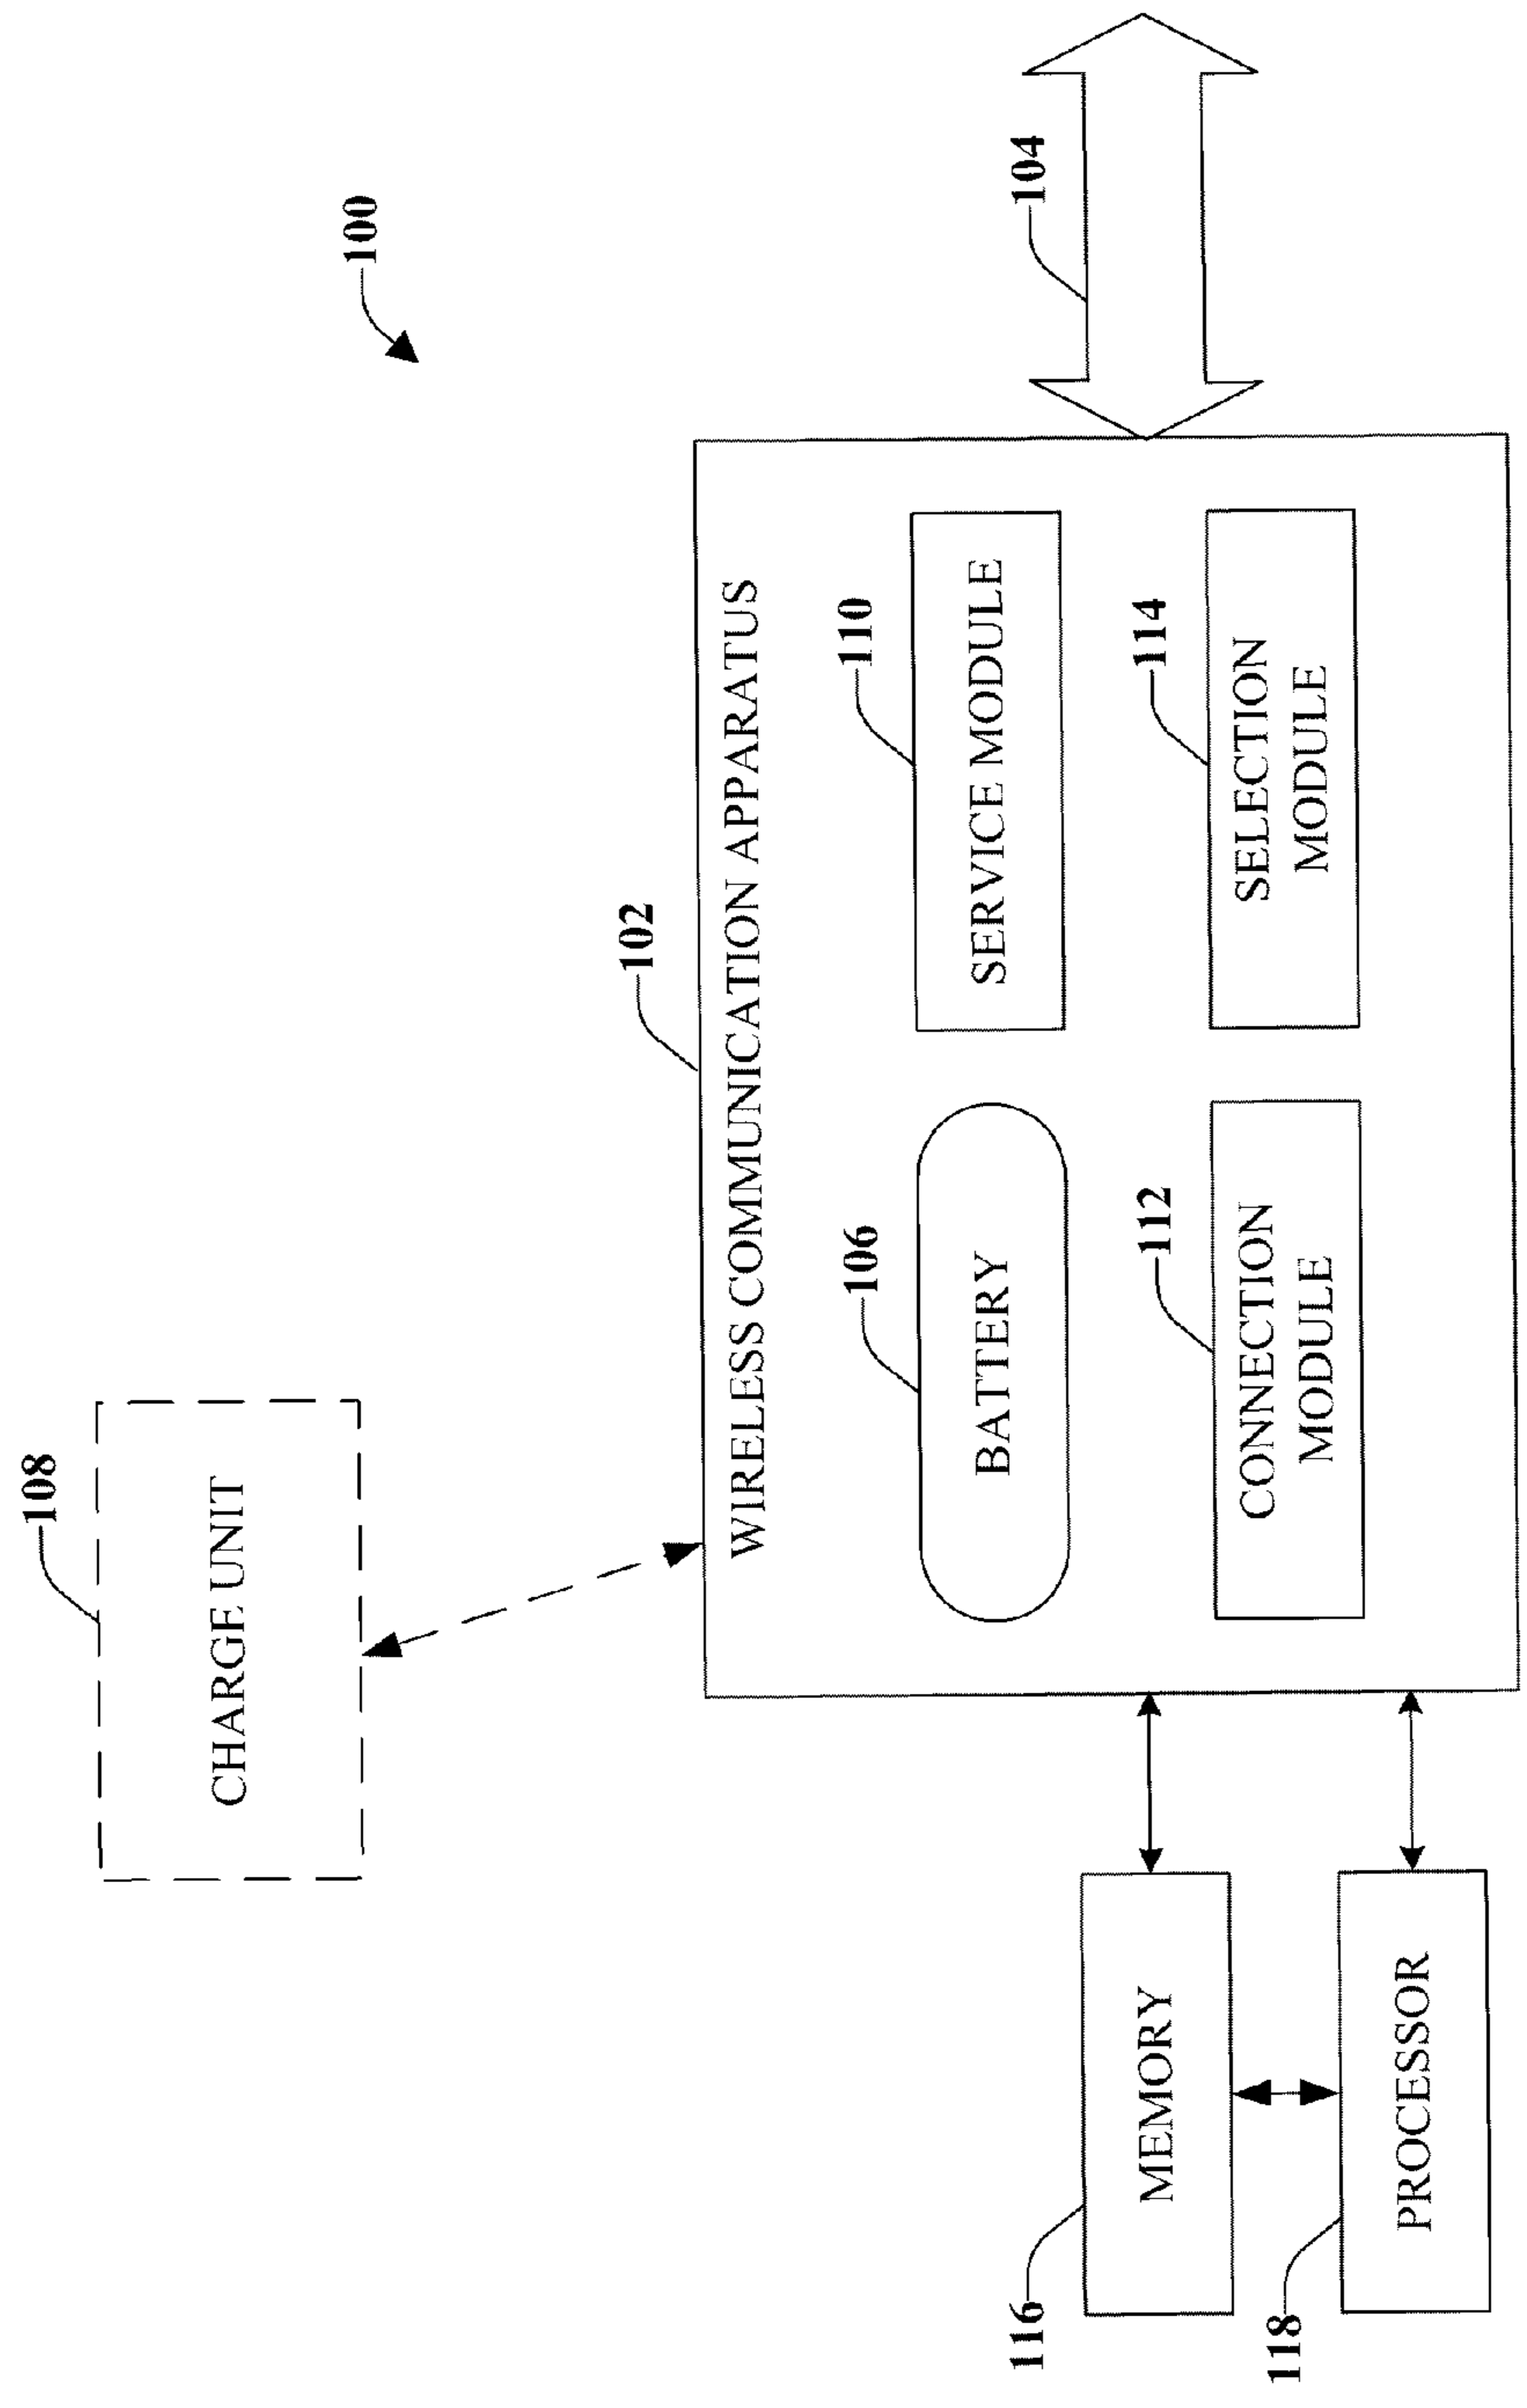 100
108
CHARGE UNIT
102
WIRELESS COMMUNICATION APPARATUS
106
BATTERY
110
SERVICE MODULE
104
112
CONNECTION
MODULE
114
SELECTION
MODULE
116
MEMORY
118
PROCESSOR